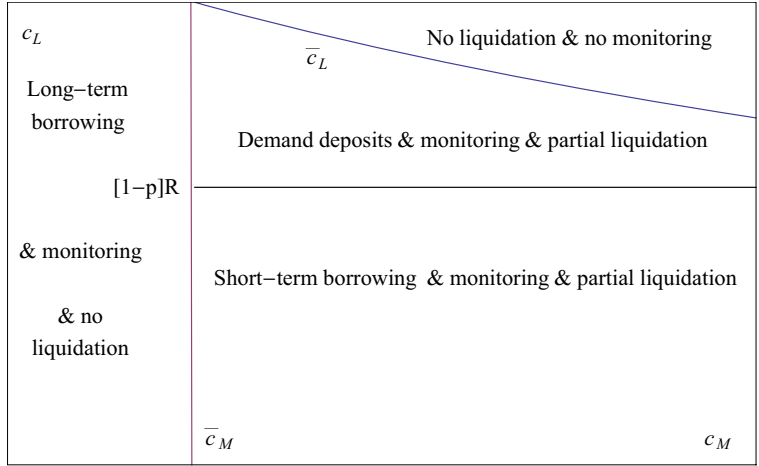 c_L
No liquidation & no monitoring
c̅_L
Long−term
borrowing
Demand deposits & monitoring & partial liquidation
[1−p]R
& monitoring
Short−term borrowing & monitoring & partial liquidation
& no
liquidation
c̅_M
c_M